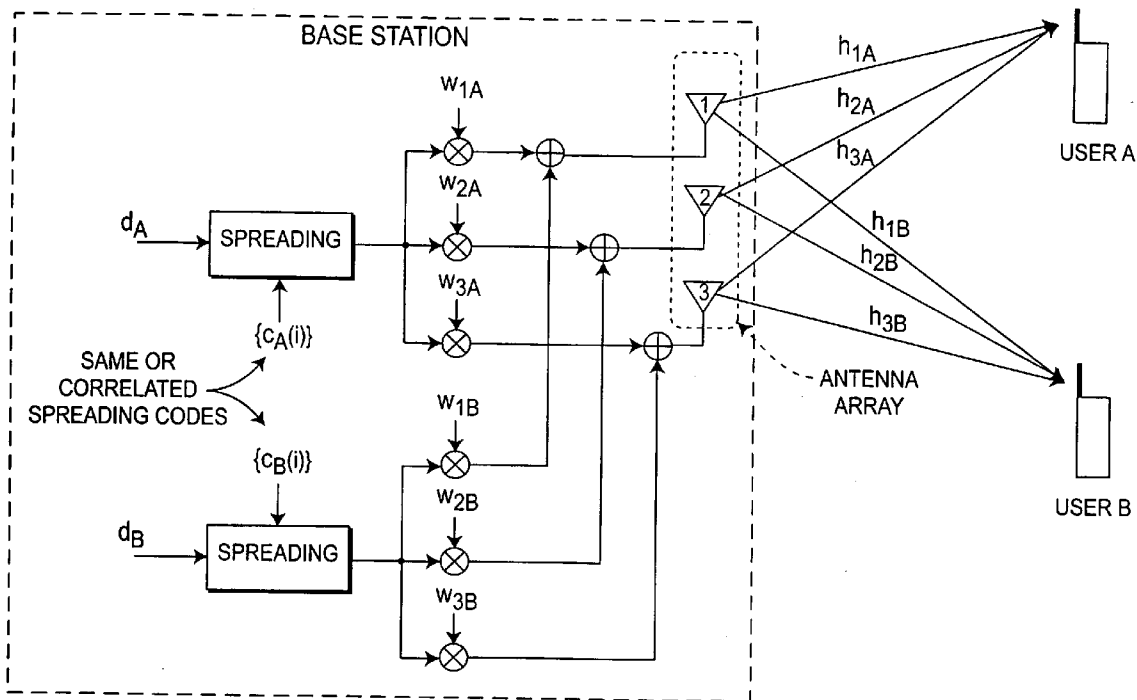 BASE STATION
w1A
1
h1A
h2A
h3A
USER A
w2A
2
dA
SPREADING
w3A
3
h1B
h2B
h3B
{cA(i)}
SAME OR
CORRELATED
SPREADING CODES
ANTENNA
ARRAY
w1B
{cB(i)}
w2B
USER B
dB
SPREADING
w3B